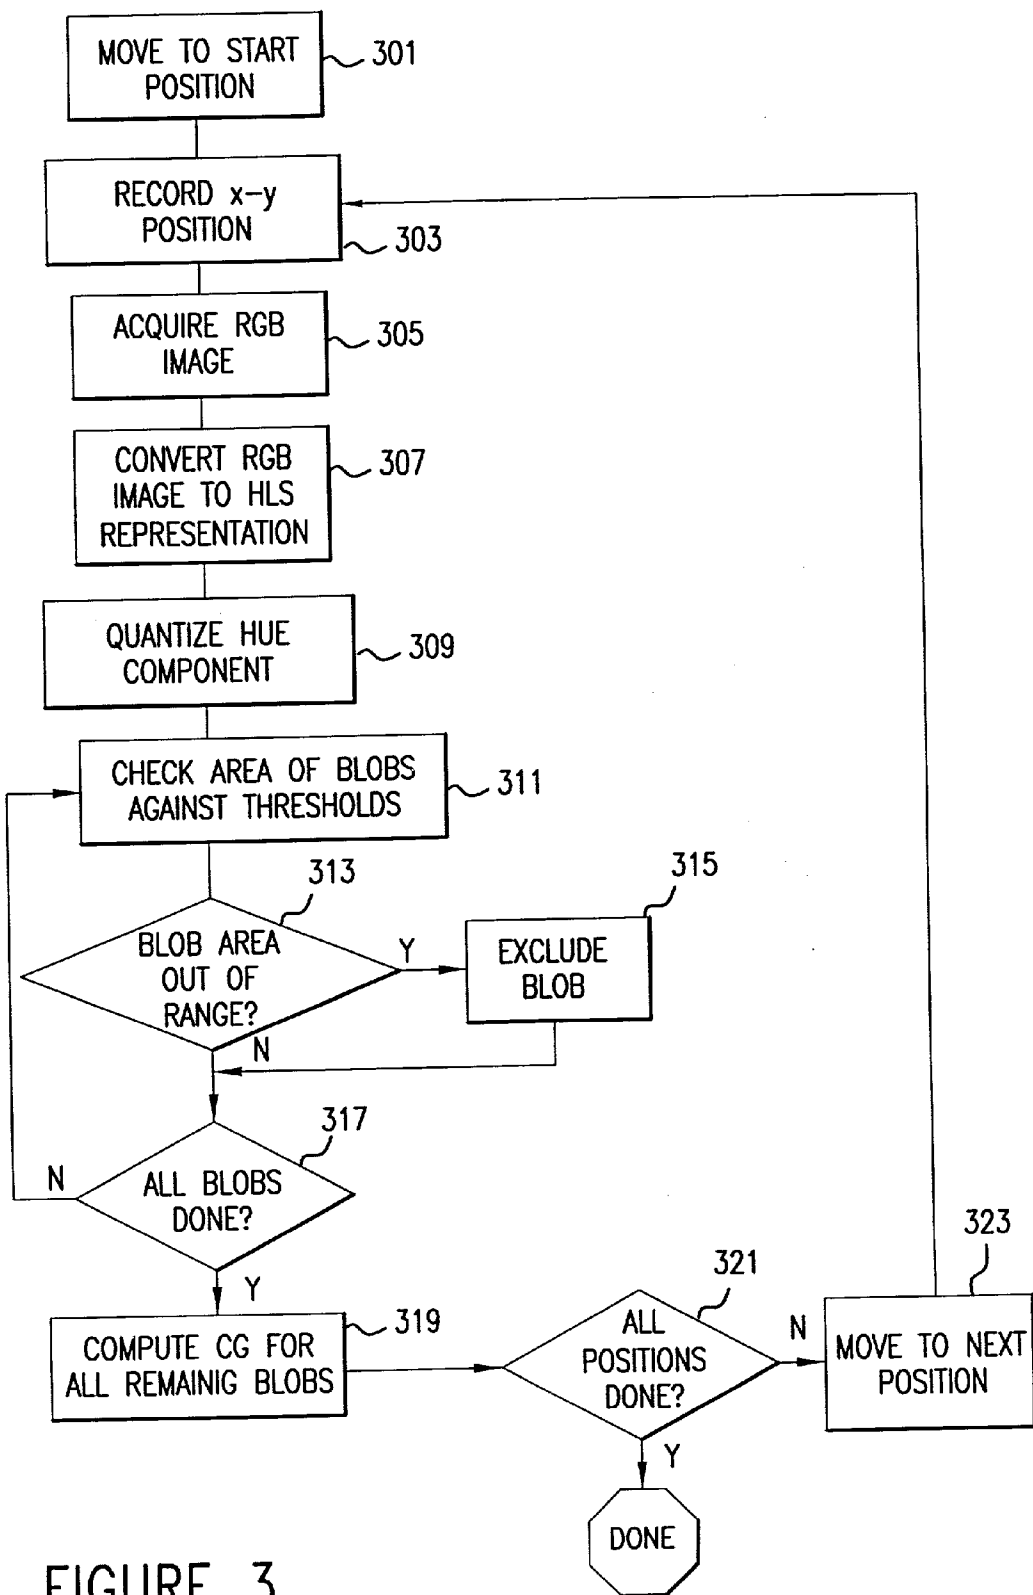 MOVE TO START
POSITION
301
RECORD x-y
POSITION
303
ACQUIRE RGB
IMAGE
305
CONVERT RGB
IMAGE TO HLS
REPRESENTATION
307
QUANTIZE HUE
COMPONENT
309
CHECK AREA OF BLOBS
AGAINST THRESHOLDS
311
313
BLOB AREA
OUT OF
RANGE?
Y
N
315
EXCLUDE
BLOB
317
ALL BLOBS
DONE?
N
Y
COMPUTE CG FOR
ALL REMAINIG BLOBS
319
321
ALL
POSITIONS
DONE?
N
Y
323
MOVE TO NEXT
POSITION
DONE
FIGURE 3